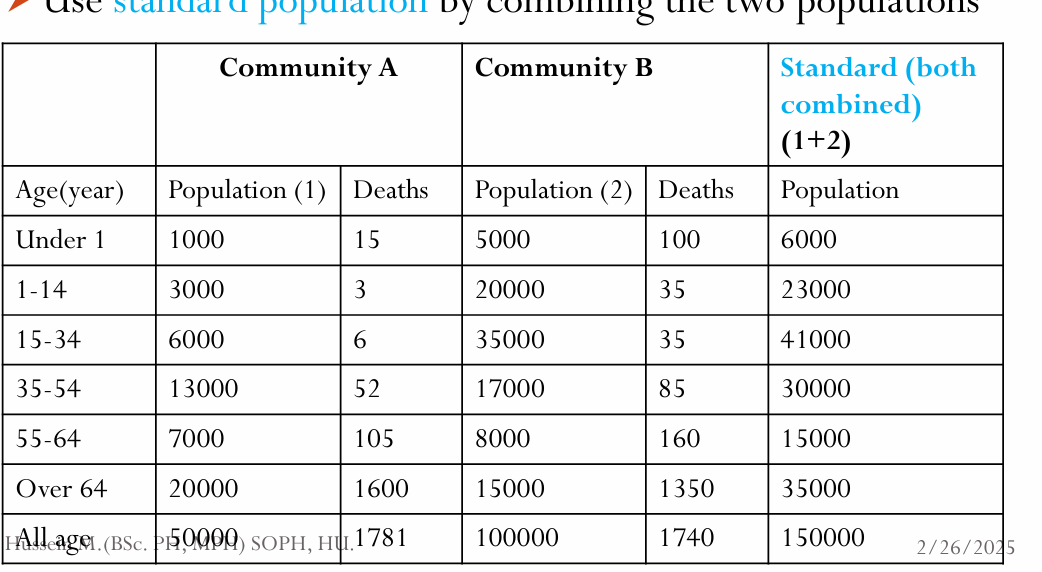 Use standard population by combining the two populations
Community A Community B Standard (both
combined)
(1+2)
Age(year) Population (1) Deaths Population (2) Deaths Population
Under 1 1000 15 5000 100 6000
1-14 3000 3 20000 35 23000
15-34 6000 6 35000 35 41000
35-54 13000 52 17000 85 30000
55-64 7000 105 8000 160 15000
Over 64 20000 1600 15000 1350 35000
All age 50000 1781 100000 1740 150000
Hussein M.(BSc. PH, MPH) SOPH, HU. 2/26/2025